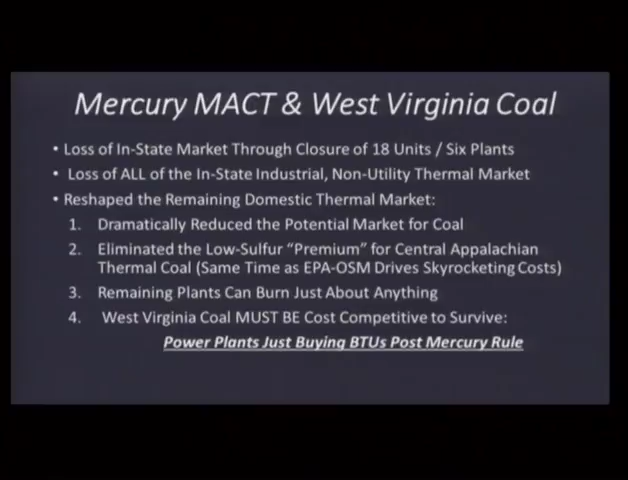 Mercury MACT & West Virginia Coal
• Loss of In-State Market Through Closure of 18 Units / Six Plants
• Loss of ALL of the In-State Industrial, Non-Utility Thermal Market
• Reshaped the Remaining Domestic Thermal Market:
1. Dramatically Reduced the Potential Market for Coal
2. Eliminated the Low-Sulfur “Premium” for Central Appalachian
Thermal Coal (Same Time as EPA-OSM Drives Skyrocketing Costs)
3. Remaining Plants Can Burn Just About Anything
4. West Virginia Coal MUST BE Cost Competitive to Survive:
Power Plants Just Buying BTUs Post Mercury Rule